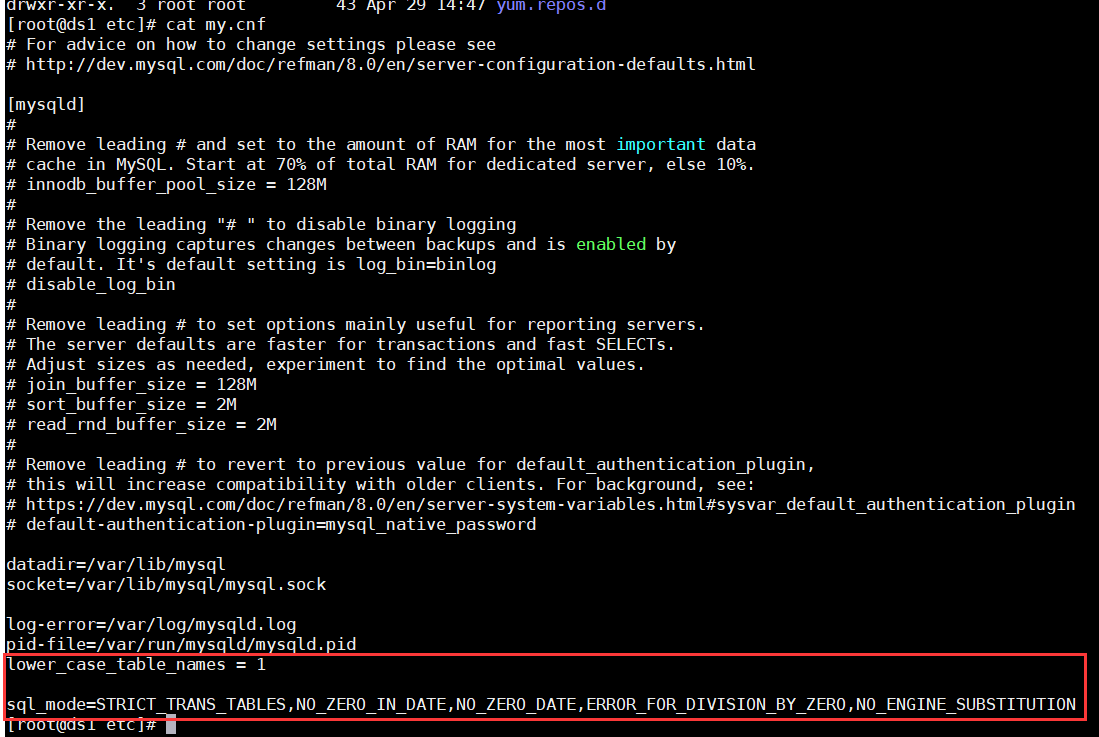 drwxr-xr-x.  3 root root         43 Apr 29 14:47 yum.repos.d
[root@ds1 etc]# cat my.cnf
# For advice on how to change settings please see
# http://dev.mysql.com/doc/refman/8.0/en/server-configuration-defaults.html
[mysqld]
#
# Remove leading # and set to the amount of RAM for the most important data
# cache in MySQL. Start at 70% of total RAM for dedicated server, else 10%.
# innodb_buffer_pool_size = 128M
#
# Remove the leading "# " to disable binary logging
# Binary logging captures changes between backups and is enabled by
# default. It's default setting is log_bin=binlog
# disable_log_bin
#
# Remove leading # to set options mainly useful for reporting servers.
# The server defaults are faster for transactions and fast SELECTs.
# Adjust sizes as needed, experiment to find the optimal values.
# join_buffer_size = 128M
# sort_buffer_size = 2M
# read_rnd_buffer_size = 2M
#
# Remove leading # to revert to previous value for default_authentication_plugin,
# this will increase compatibility with older clients. For background, see:
# https://dev.mysql.com/doc/refman/8.0/en/server-system-variables.html#sysvar_default_authentication_plugin
# default-authentication-plugin=mysql_native_password
datadir=/var/lib/mysql
socket=/var/lib/mysql/mysql.sock
log-error=/var/log/mysqld.log
pid-file=/var/run/mysqld/mysqld.pid
lower_case_table_names = 1
sql_mode=STRICT_TRANS_TABLES,NO_ZERO_IN_DATE,NO_ZERO_DATE,ERROR_FOR_DIVISION_BY_ZERO,NO_ENGINE_SUBSTITUTION
[root@ds1 etc]#